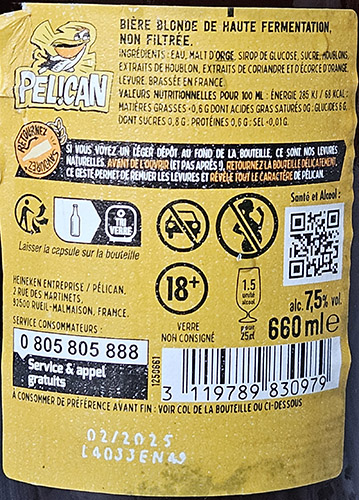 PELICAN
BIÈRE BLONDE DE HAUTE FERMENTATION,
NON FILTRÉE.
INGRÉDIENTS : EAU, MALT D'ORGE, SIROP DE GLUCOSE, SUCRE, HOUBLONS,
EXTRAITS DE HOUBLON, EXTRAITS DE CORIANDRE ET D'ÉCORCE D'ORANGE,
LEVURE. BRASSÉE EN FRANCE.
VALEURS NUTRITIONNELLES POUR 100 ML : ÉNERGIE 285 KJ / 68 KCAL ;
MATIÈRES GRASSES <0,6 G DONT ACIDES GRAS SATURÉS 0G ; GLUCIDES 6 G,
DONT SUCRES 0,8 G ; PROTÉINES 0,6 G ; SEL <0,01G.
RETOURNEZ
SI VOUS VOYEZ UN LÉGER DÉPÔT AU FOND DE LA BOUTEILLE, CE SONT NOS LEVURES
NATURELLES. AVANT DE L'OUVRIR (ET PAS APRÈS !), RETOURNEZ LA BOUTEILLE DÉLICATEMENT,
CE GESTE PERMET DE REMUER LES LEVURES ET RÉVÈLE TOUT LE CARACTÈRE DE PÉLICAN.
Santé et Alcool :
TRI
VERRE
Laisser la capsule sur la bouteille
HEINEKEN ENTREPRISE / PÉLICAN,
2 RUE DES MARTINETS,
92500 RUEIL-MALMAISON, FRANCE.
SERVICE CONSOMMATEURS :
0 805 805 888
Service & appel
gratuits
18+
VERRE
NON CONSIGNÉ
1.5
unité
alcool
pour
25cl
alc. 7,5% vol.
660 ml e
1250661
3 119789 830979
À CONSOMMER DE PRÉFÉRENCE AVANT FIN : VOIR COL DE LA BOUTEILLE OU CI-DESSOUS
02/2025
L4033EN49